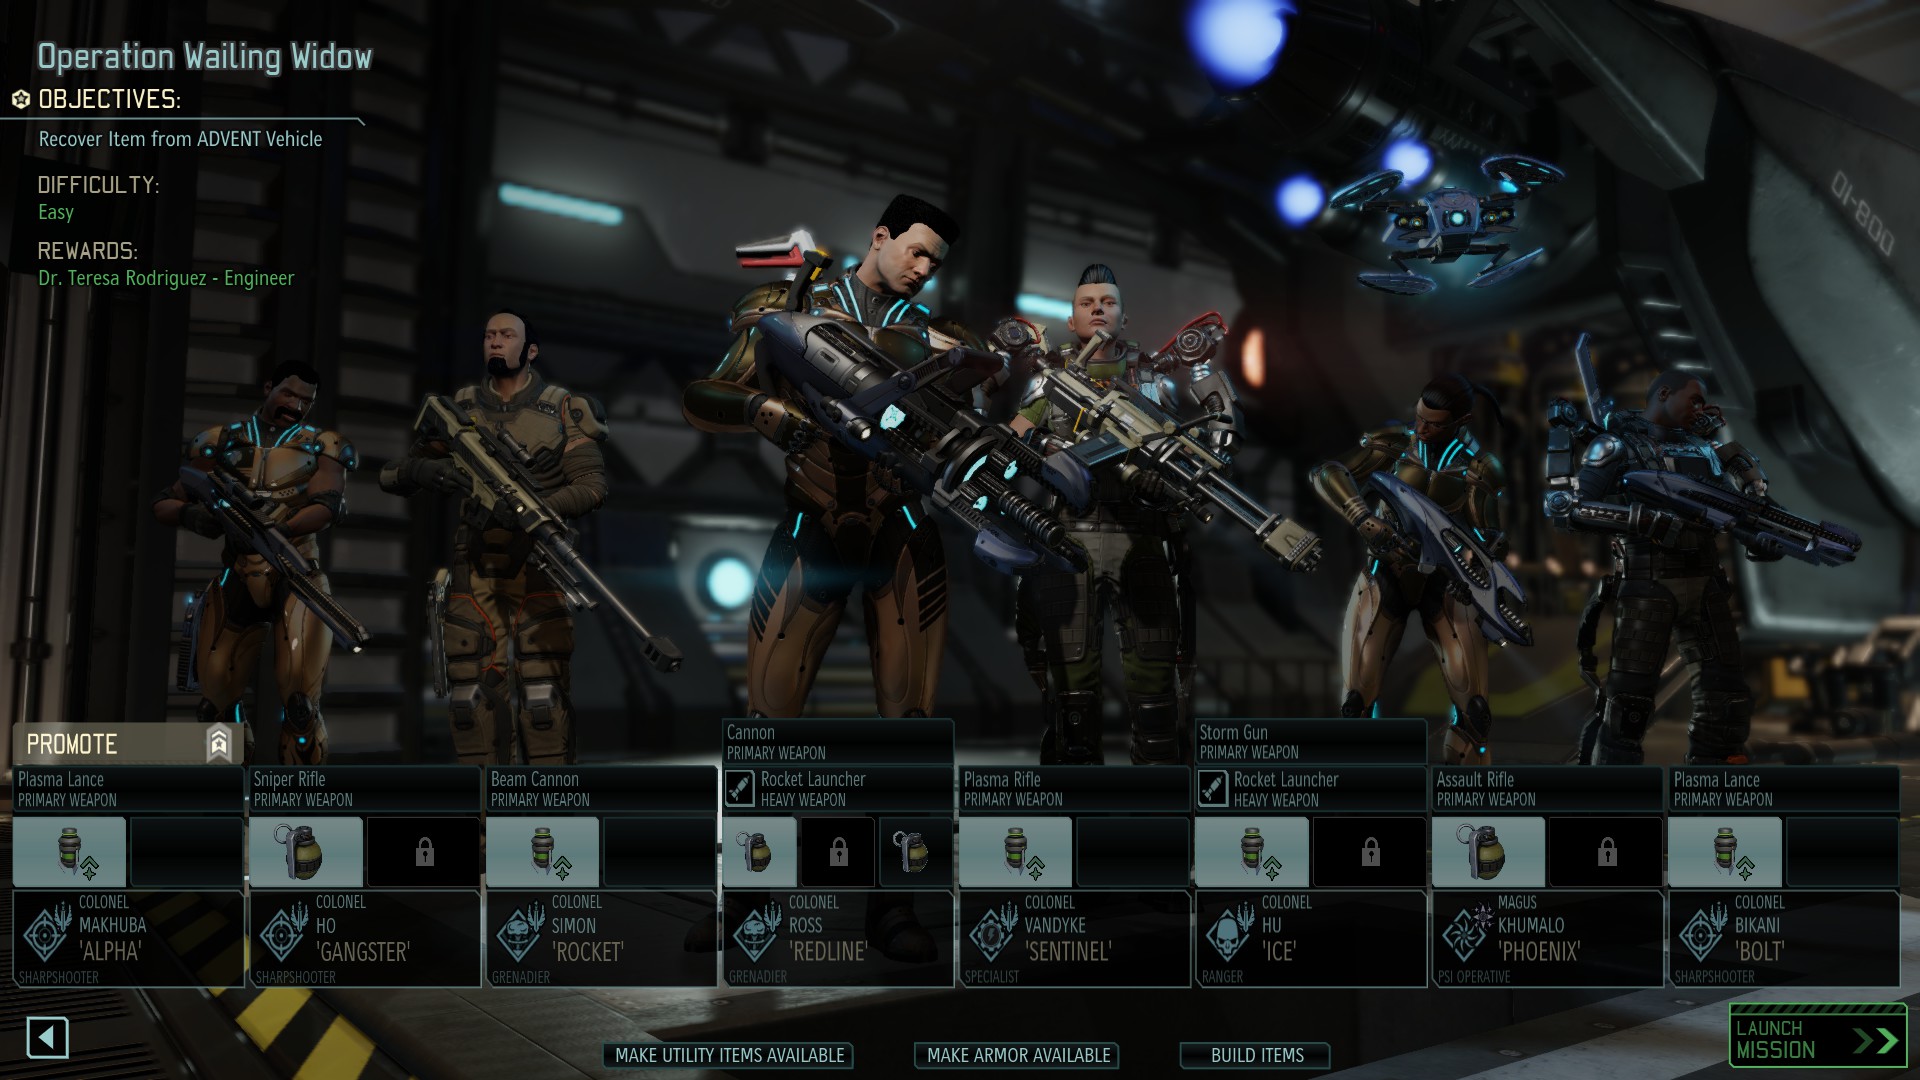 Operation Wailing Widow
OBJECTIVES:
Recover Item from ADVENT Vehicle
DIFFICULTY:
Easy
REWARDS:
Dr. Teresa Rodriguez - Engineer
01-800
PROMOTE
Plasma Lance
PRIMARY WEAPON
COLONEL
MAKHUBA
'ALPHA'
SHARPSHOOTER
Sniper Rifle
PRIMARY WEAPON
COLONEL
HO
'GANGSTER'
SHARPSHOOTER
Beam Cannon
PRIMARY WEAPON
COLONEL
SIMON
'ROCKET'
GRENADIER
Cannon
PRIMARY WEAPON
Rocket Launcher
HEAVY WEAPON
COLONEL
ROSS
'REDLINE'
GRENADIER
Plasma Rifle
PRIMARY WEAPON
COLONEL
VANDYKE
'SENTINEL'
SPECIALIST
Storm Gun
PRIMARY WEAPON
Rocket Launcher
HEAVY WEAPON
COLONEL
HU
'ICE'
RANGER
Assault Rifle
PRIMARY WEAPON
MAGUS
KHUMALO
'PHOENIX'
PSI OPERATIVE
Plasma Lance
PRIMARY WEAPON
COLONEL
BIKANI
'BOLT'
SHARPSHOOTER
MAKE UTILITY ITEMS AVAILABLE
MAKE ARMOR AVAILABLE
BUILD ITEMS
LAUNCH
MISSION